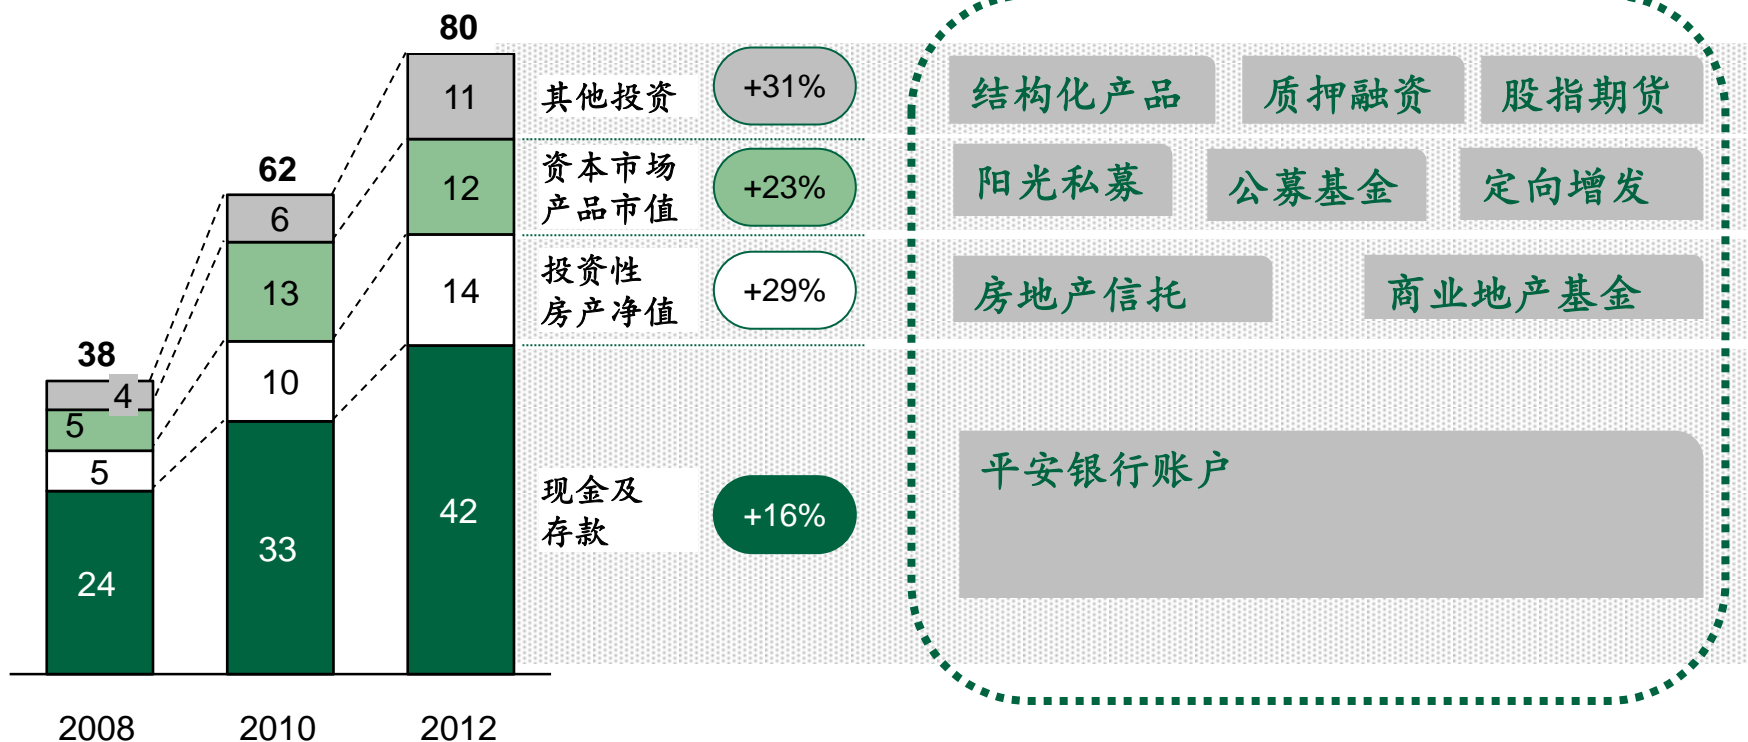 80
11
其他投资
+31%
结构化产品
质押融资
股指期货
62
6
12
资本市场
产品市值
+23%
阳光私募
公募基金
定向增发
13
14
投资性
房产净值
+29%
房地产信托
商业地产基金
38
4
5
5
10
24
33
42
现金及
存款
+16%
平安银行账户
2008
2010
2012